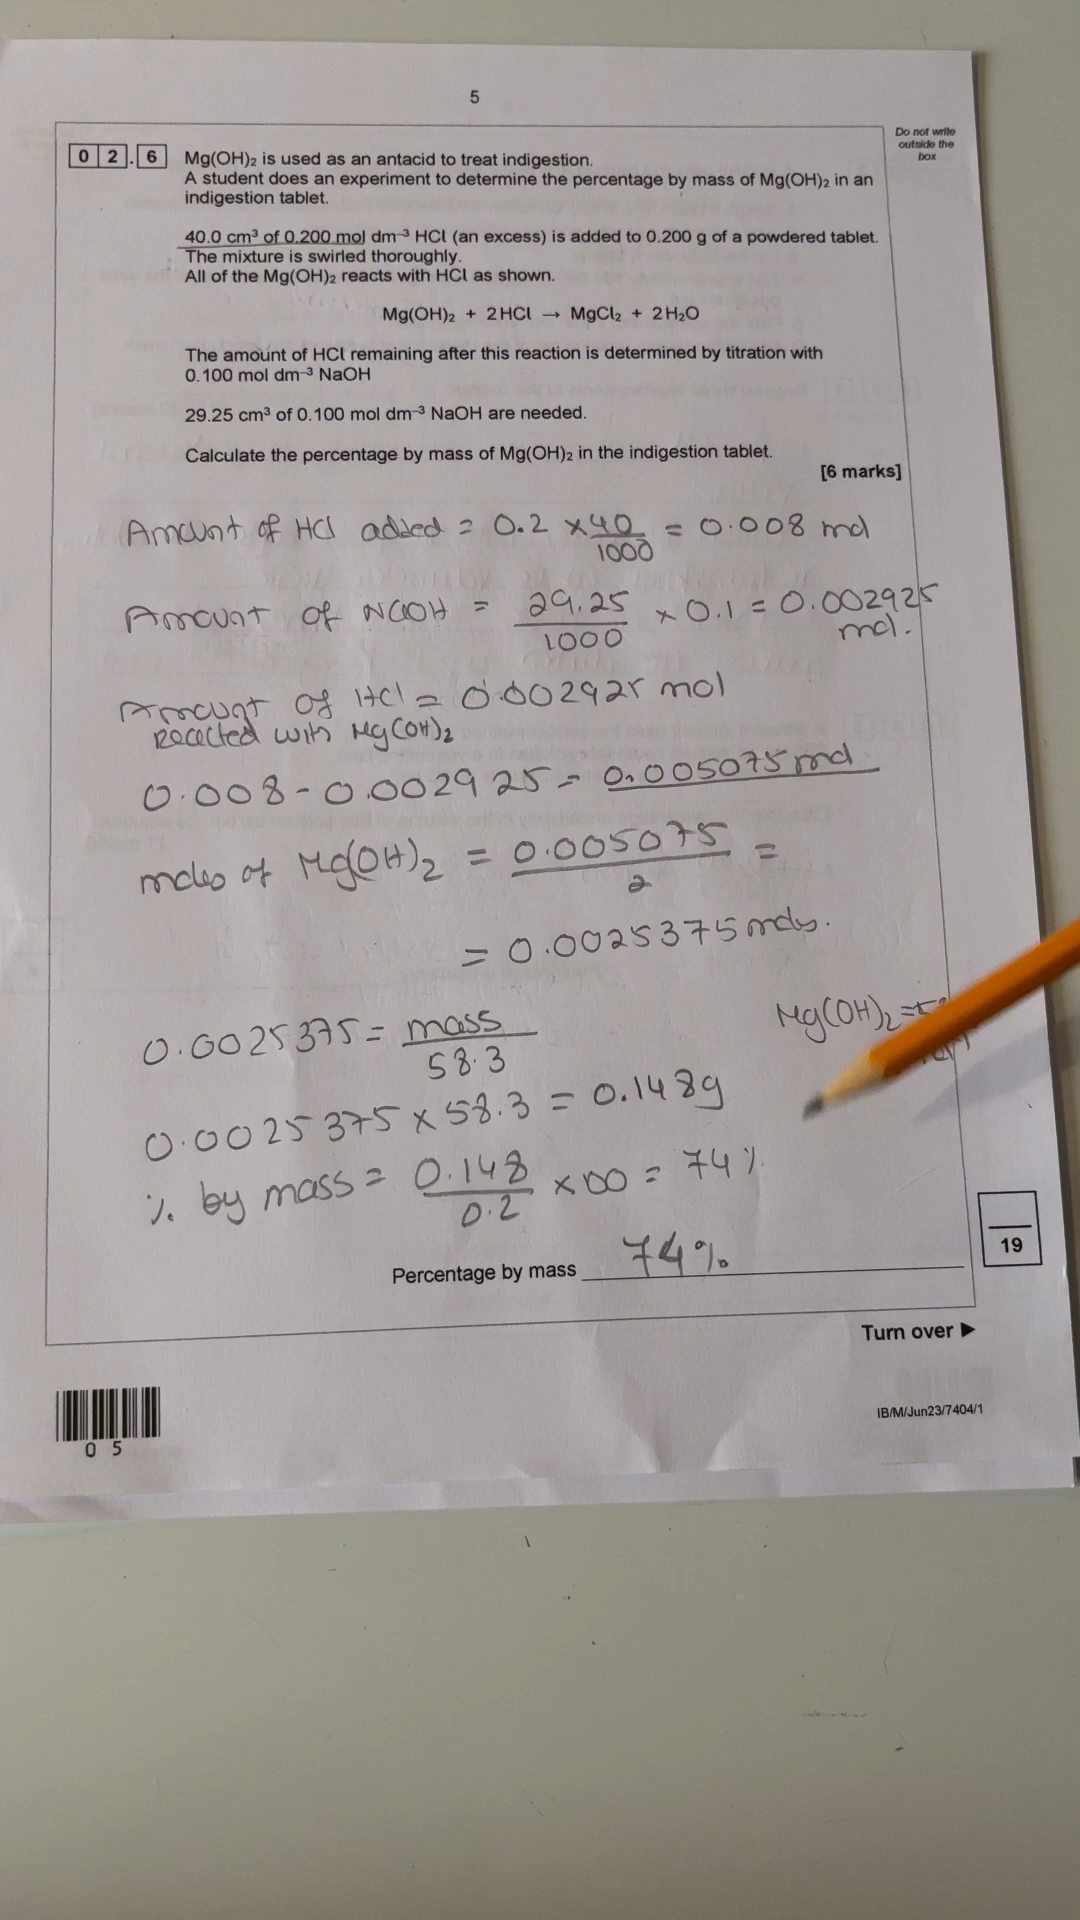 5
Do not write
outside the
box
0 2 . 6 Mg(OH)₂ is used as an antacid to treat indigestion.
A student does an experiment to determine the percentage by mass of Mg(OH)₂ in an
indigestion tablet.
40.0 cm³ of 0.200 mol dm⁻³ HCl (an excess) is added to 0.200 g of a powdered tablet.
The mixture is swirled thoroughly.
All of the Mg(OH)₂ reacts with HCl as shown.
Mg(OH)₂ + 2HCl → MgCl₂ + 2H₂O
The amount of HCl remaining after this reaction is determined by titration with
0.100 mol dm⁻³ NaOH
29.25 cm³ of 0.100 mol dm⁻³ NaOH are needed.
Calculate the percentage by mass of Mg(OH)₂ in the indigestion tablet.
[6 marks]
Amount of HCl added = 0.2 × 40/1000 = 0.008 mol
Amount of NaOH = 29.25/1000 × 0.1 = 0.002925
mol.
Amount of HCl = 0.002925 mol
reacted with Mg(OH)₂
0.008 - 0.002925 = 0.005075 mol
moles of Mg(OH)₂ = 0.005075/2 =
= 0.0025375 mols.
Mg(OH)₂ =
0.0025375 = mass/58.3
0.0025375 × 58.3 = 0.148g
% by mass = 0.148/0.2 × 00 = 74%
Percentage by mass 74%
19
Turn over ►
0 5
IB/M/Jun23/7404/1